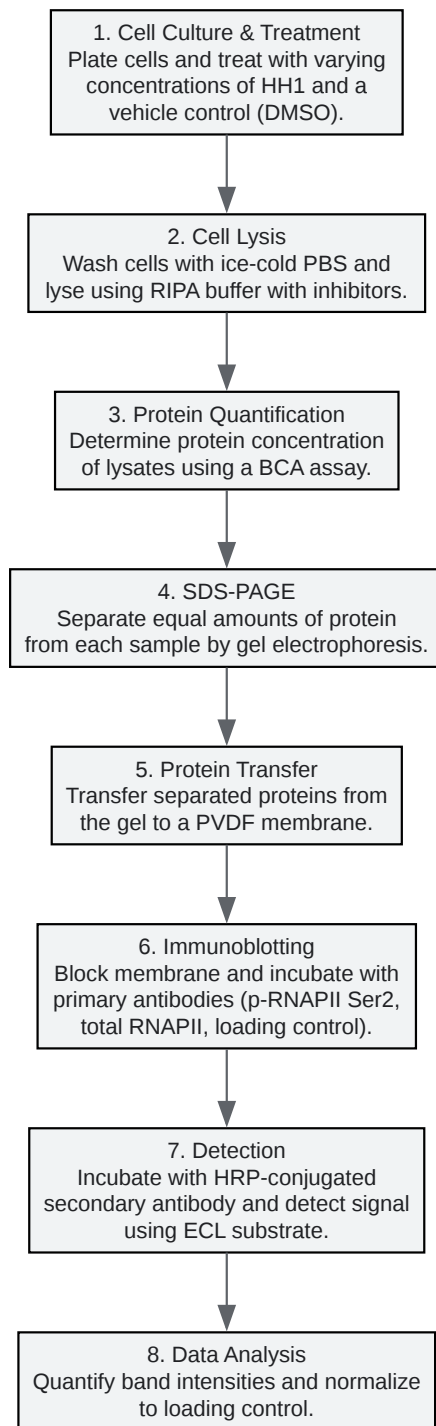 1. Cell Culture & Treatment
Plate cells and treat with varying
concentrations of HH1 and a
vehicle control (DMSO).
2. Cell Lysis
Wash cells with ice-cold PBS and
lyse using RIPA buffer with inhibitors.
3. Protein Quantification
Determine protein concentration
of lysates using a BCA assay.
4. SDS-PAGE
Separate equal amounts of protein
from each sample by gel electrophoresis.
5. Protein Transfer
Transfer separated proteins from
the gel to a PVDF membrane.
6. Immunoblotting
Block membrane and incubate with
primary antibodies (p-RNAPII Ser2,
total RNAPII, loading control).
7. Detection
Incubate with HRP-conjugated
secondary antibody and detect signal
using ECL substrate.
8. Data Analysis
Quantify band intensities and normalize
to loading control.